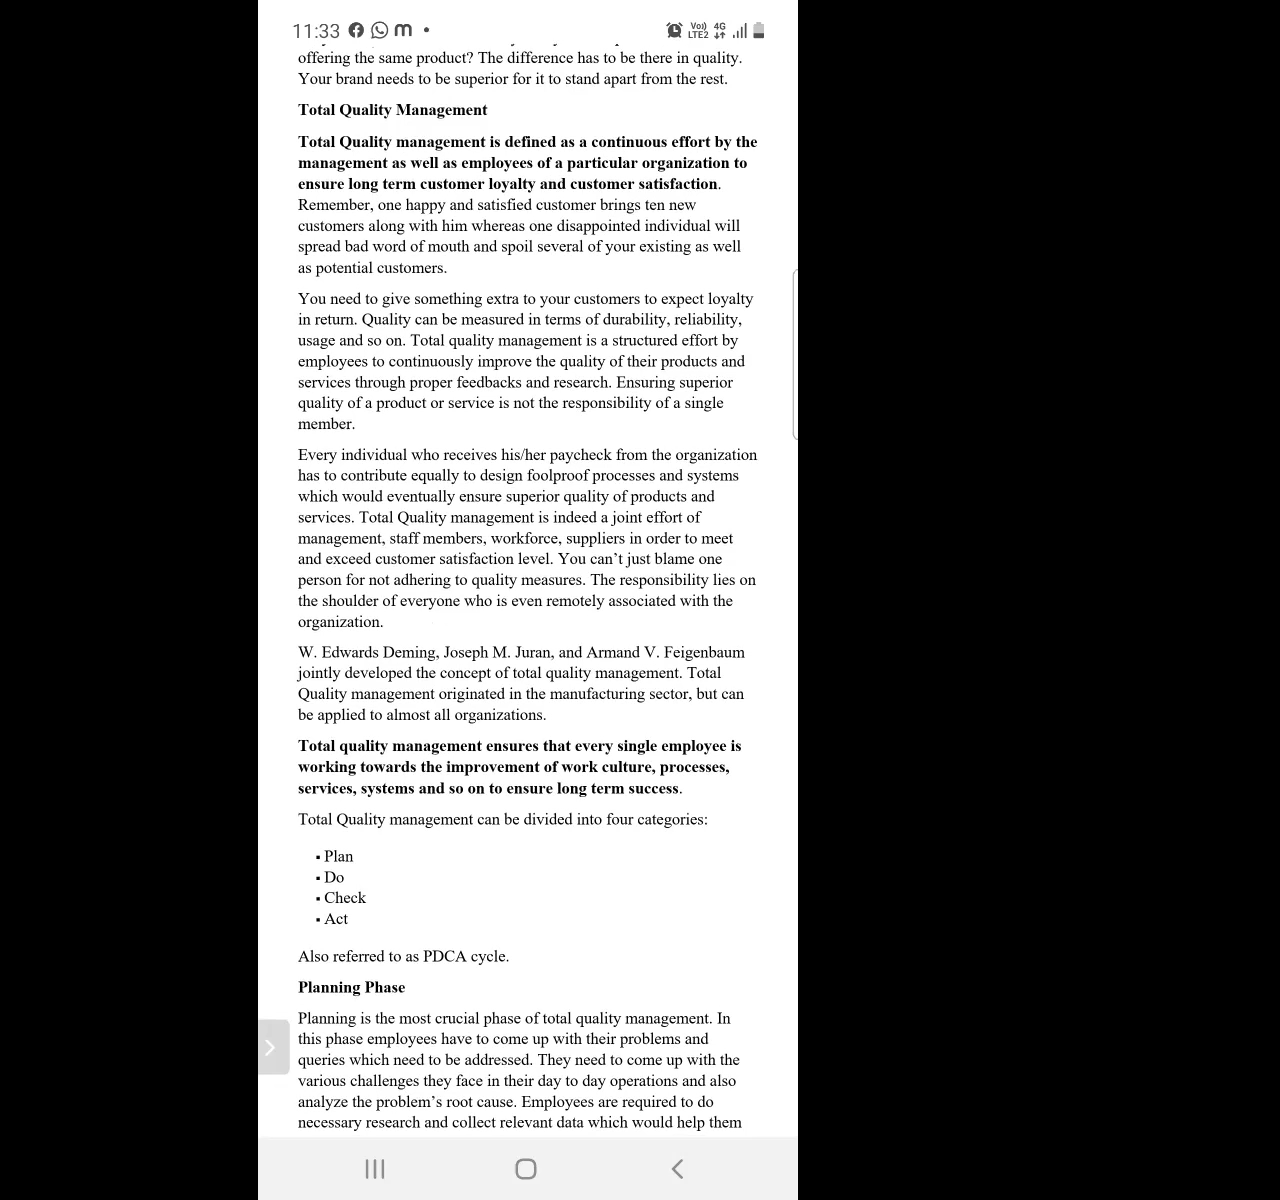 11:33
Vo))
LTE2
4G
offering the same product? The difference has to be there in quality.
Your brand needs to be superior for it to stand apart from the rest.
Total Quality Management
Total Quality management is defined as a continuous effort by the
management as well as employees of a particular organization to
ensure long term customer loyalty and customer satisfaction.
Remember, one happy and satisfied customer brings ten new
customers along with him whereas one disappointed individual will
spread bad word of mouth and spoil several of your existing as well
as potential customers.
You need to give something extra to your customers to expect loyalty
in return. Quality can be measured in terms of durability, reliability,
usage and so on. Total quality management is a structured effort by
employees to continuously improve the quality of their products and
services through proper feedbacks and research. Ensuring superior
quality of a product or service is not the responsibility of a single
member.
Every individual who receives his/her paycheck from the organization
has to contribute equally to design foolproof processes and systems
which would eventually ensure superior quality of products and
services. Total Quality management is indeed a joint effort of
management, staff members, workforce, suppliers in order to meet
and exceed customer satisfaction level. You can’t just blame one
person for not adhering to quality measures. The responsibility lies on
the shoulder of everyone who is even remotely associated with the
organization.
W. Edwards Deming, Joseph M. Juran, and Armand V. Feigenbaum
jointly developed the concept of total quality management. Total
Quality management originated in the manufacturing sector, but can
be applied to almost all organizations.
Total quality management ensures that every single employee is
working towards the improvement of work culture, processes,
services, systems and so on to ensure long term success.
Total Quality management can be divided into four categories:
▪ Plan
▪ Do
▪ Check
▪ Act
Also referred to as PDCA cycle.
Planning Phase
Planning is the most crucial phase of total quality management. In
this phase employees have to come up with their problems and
queries which need to be addressed. They need to come up with the
various challenges they face in their day to day operations and also
analyze the problem’s root cause. Employees are required to do
necessary research and collect relevant data which would help them